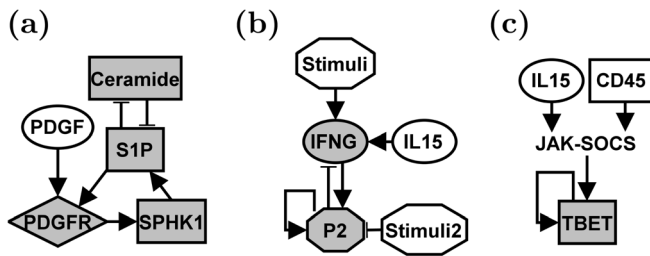 (a)
Ceramide
PDGF
S1P
PDGFR
SPHK1
(b)
Stimuli
IFNG
IL15
P2
Stimuli2
(c)
IL15
CD45
JAK-SOCS
TBET